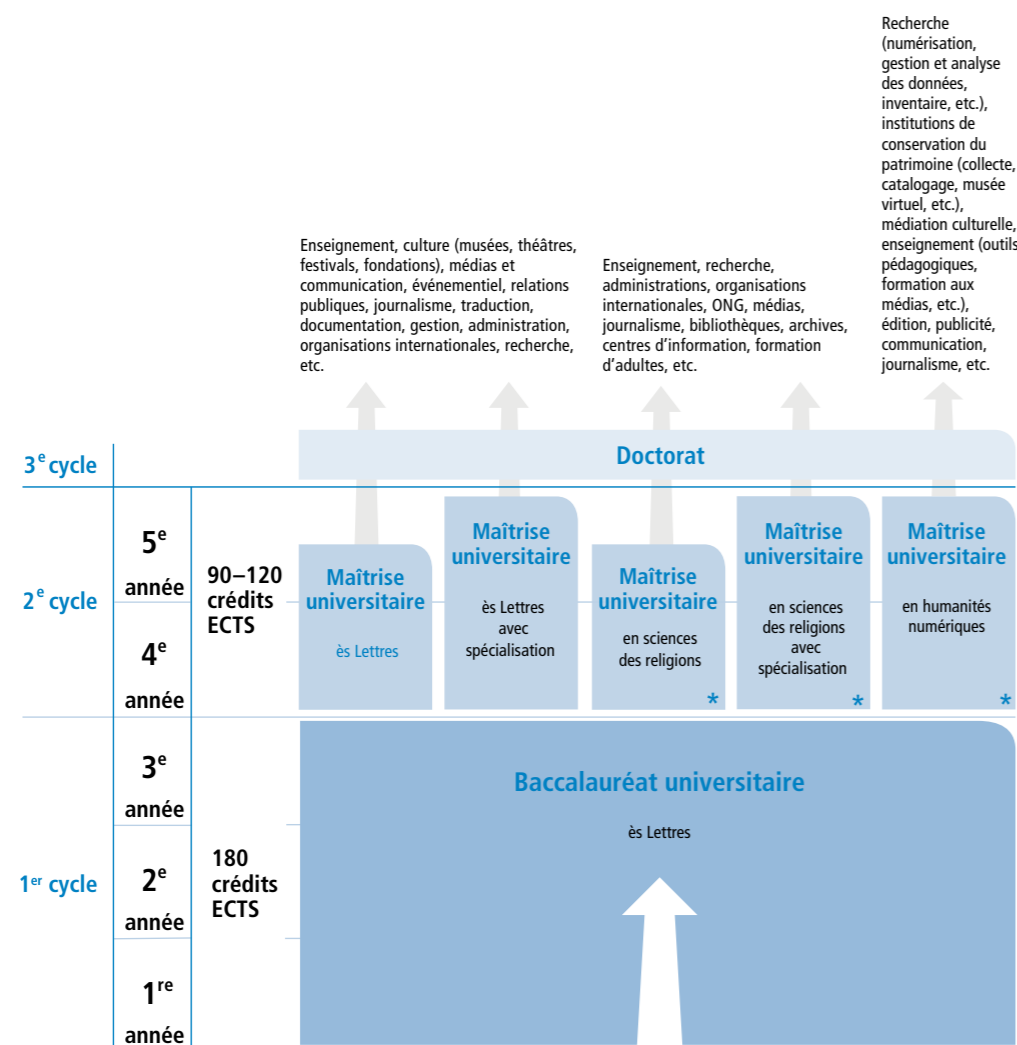 Recherche
(numérisation,
gestion et analyse
des données,
inventaire, etc.),
institutions de
conservation du
patrimoine (collecte,
catalogage, musée
virtuel, etc.),
médiation culturelle,
enseignement (outils
pédagogiques,
formation aux
médias, etc.),
édition, publicité,
communication,
journalisme, etc.
Enseignement, culture (musées, théâtres,
festivals, fondations), médias et
communication, événementiel, relations
publiques, journalisme, traduction,
documentation, gestion, administration,
organisations internationales, recherche,
etc.
Enseignement, recherche,
administrations, organisations
internationales, ONG, médias,
journalisme, bibliothèques, archives,
centres d’information, formation
d’adultes, etc.
3e cycle
Doctorat
2e cycle
5e
année
4e
année
90–120
crédits
ECTS
Maîtrise
universitaire
ès Lettres
Maîtrise
universitaire
ès Lettres
avec
spécialisation
Maîtrise
universitaire
en sciences
des religions
*
Maîtrise
universitaire
en sciences
des religions
avec
spécialisation
*
Maîtrise
universitaire
en humanités
numériques
*
1er cycle
3e
année
2e
année
1re
année
180
crédits
ECTS
Baccalauréat universitaire
ès Lettres